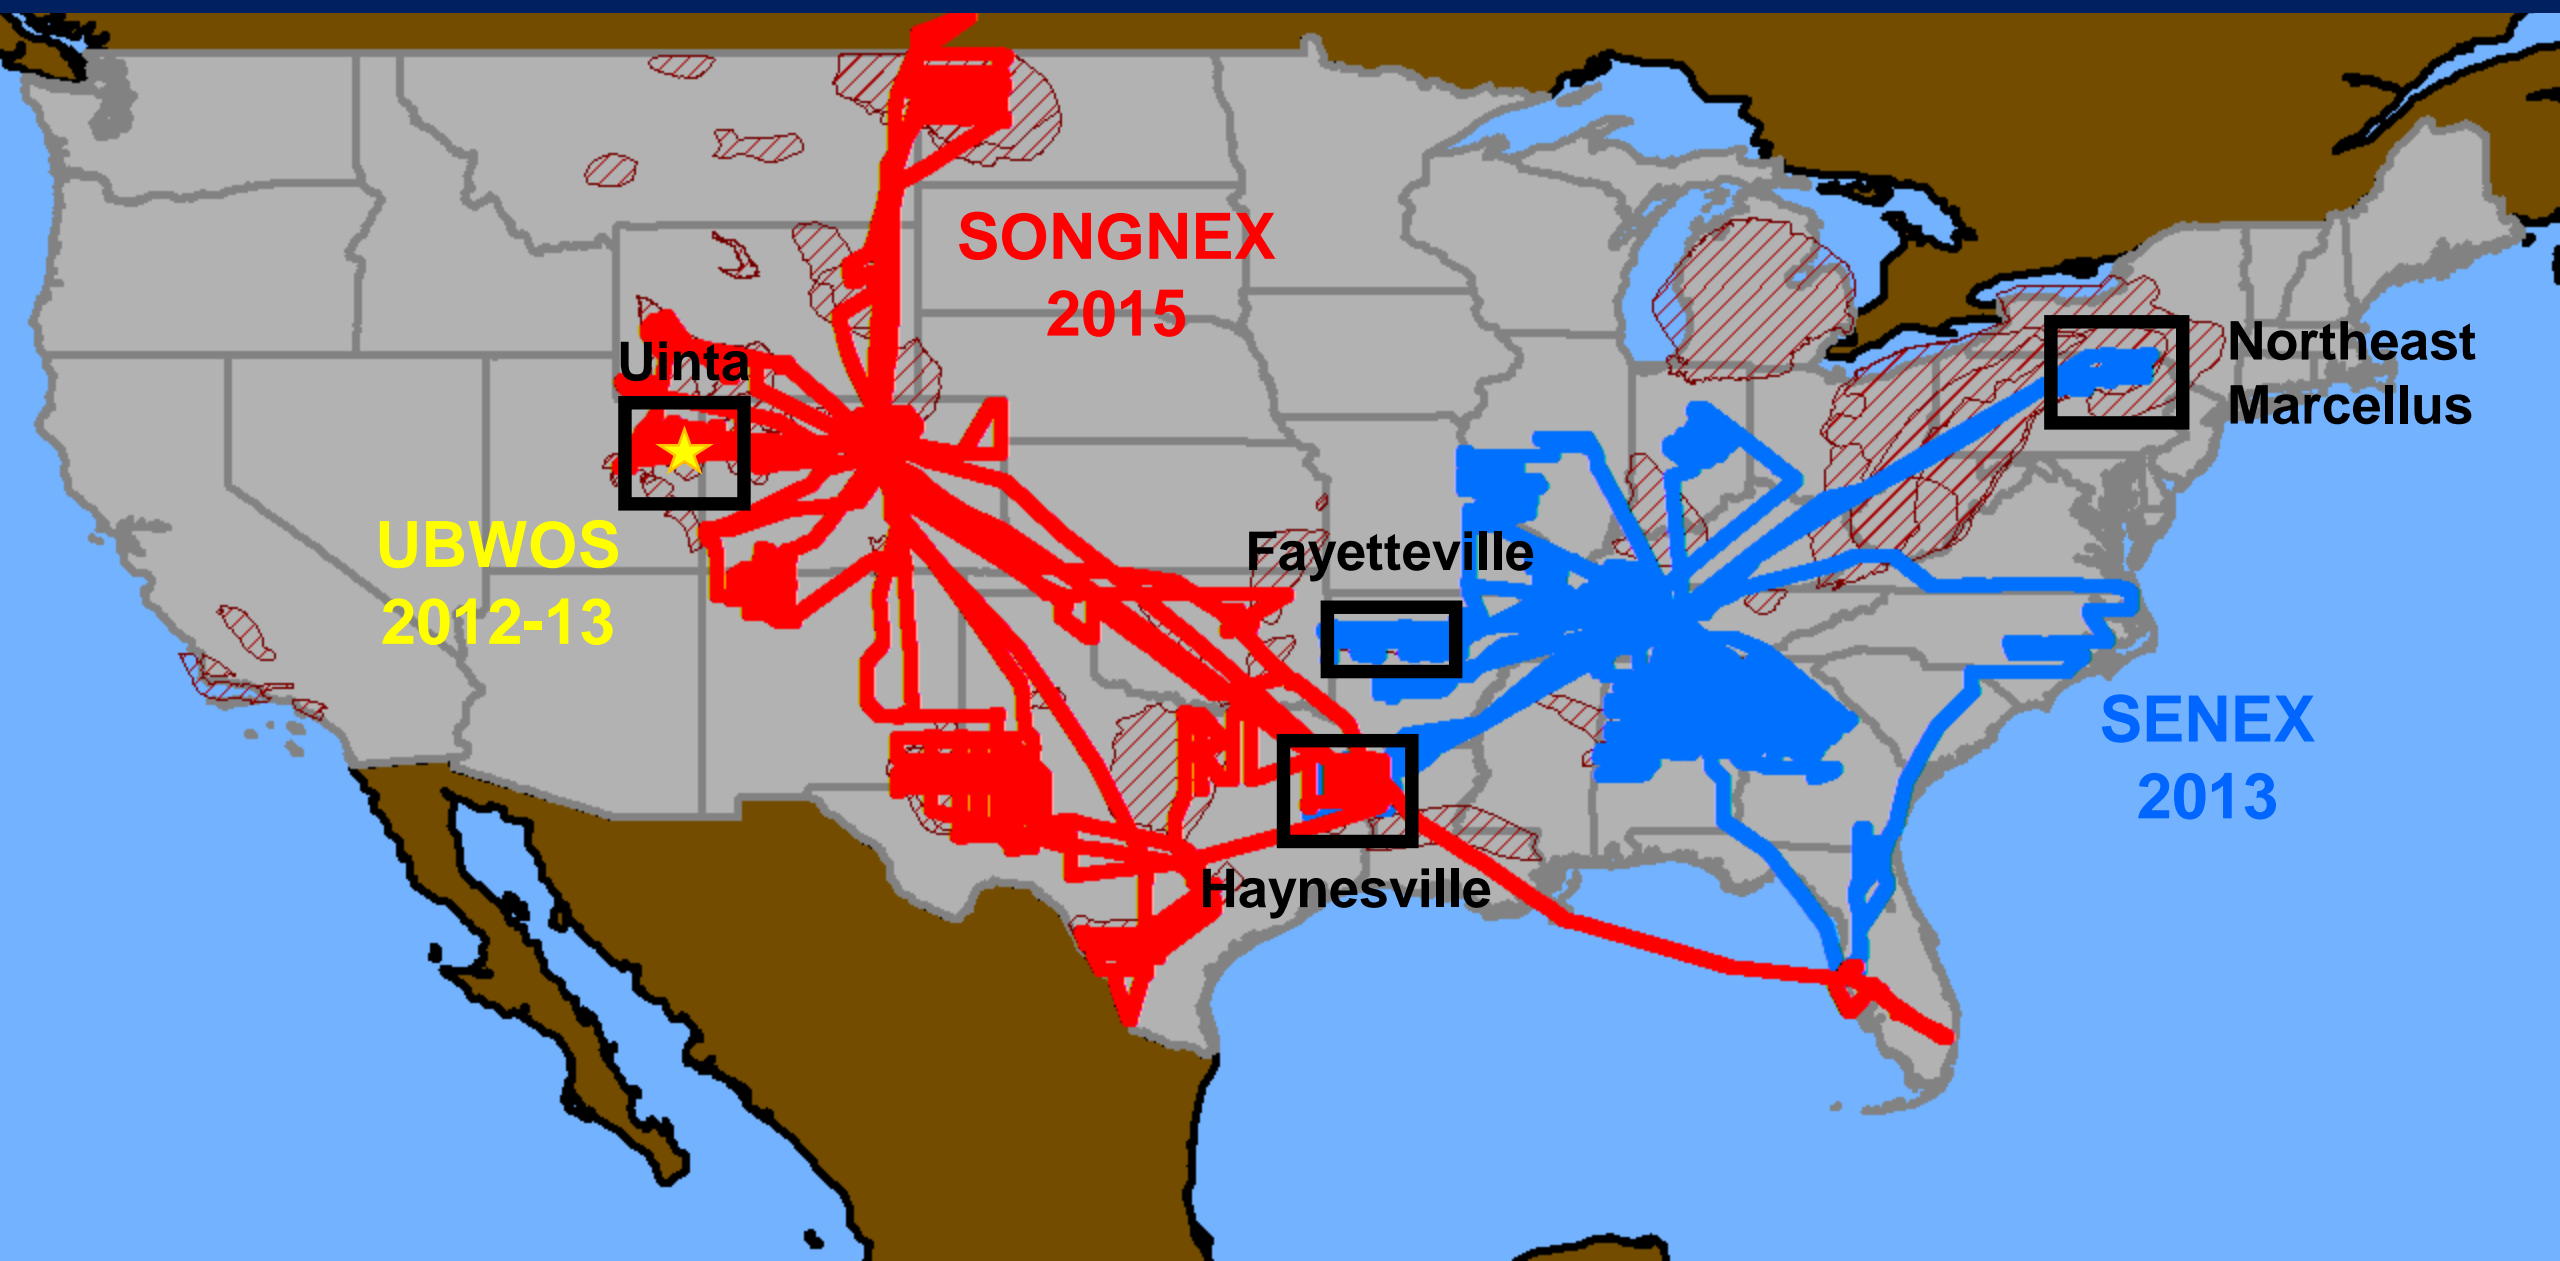 SONGNEX
2015
Uinta
Northeast
Marcellus
UBWOS
2012-13
Fayetteville
SENEX
2013
Haynesville